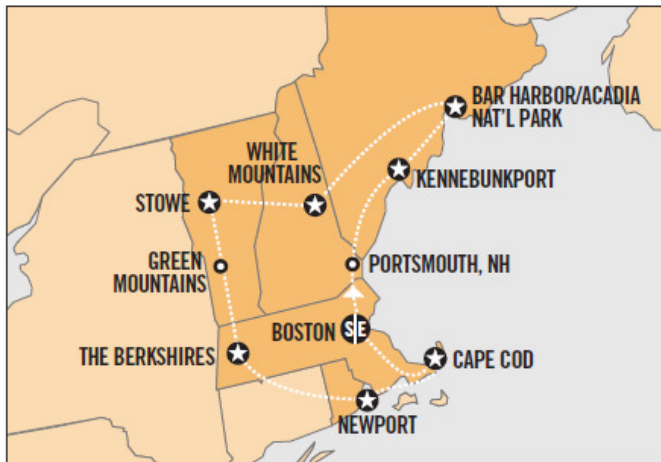 BAR HARBOR/ACADIA
NAT'L PARK
WHITE
MOUNTAINS
KENNEBUNKPORT
STOWE
GREEN
MOUNTAINS
PORTSMOUTH, NH
BOSTON
S E
THE BERKSHIRES
CAPE COD
NEWPORT